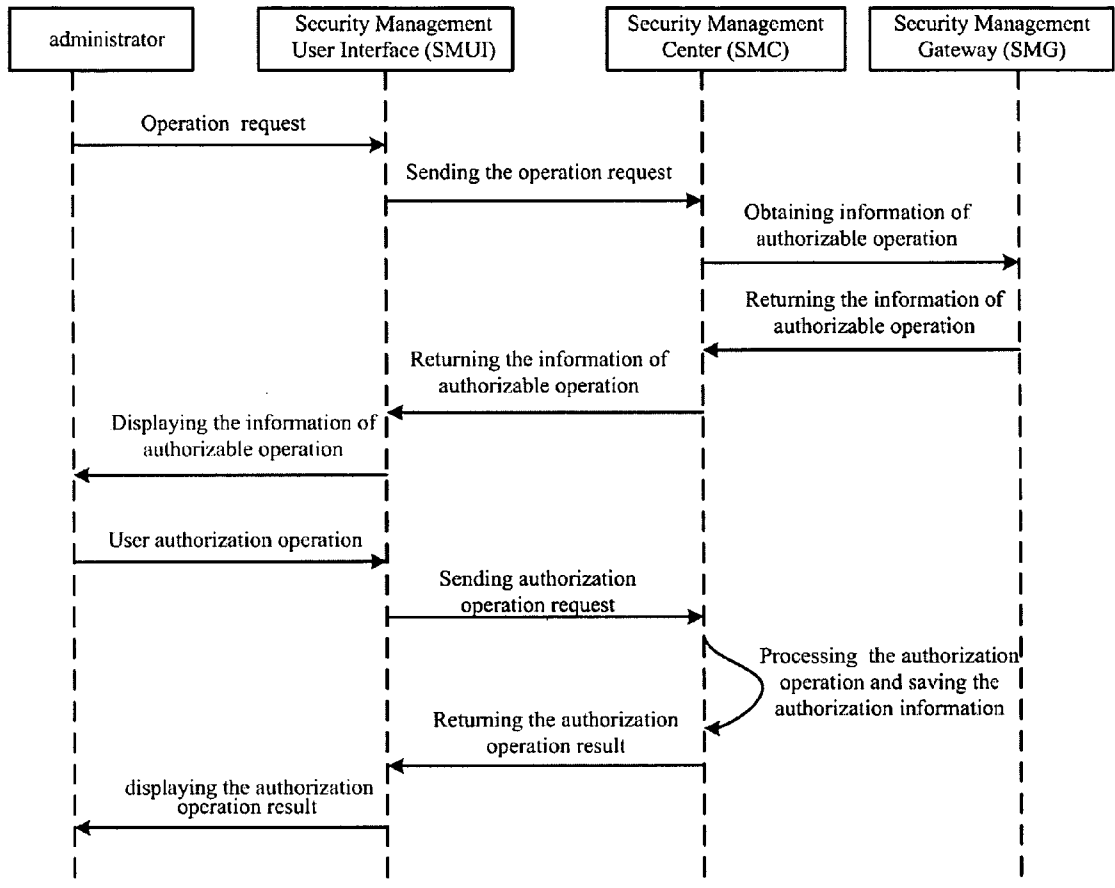 administrator
Security Management
User Interface (SMUI)
Security Management
Center (SMC)
Security Management
Gateway (SMG)
Operation request
Sending the operation request
Obtaining information of
authorizable operation
Returning the information of
authorizable operation
Returning the information of
authorizable operation
Displaying the information of
authorizable operation
User authorization operation
Sending authorization
operation request
Processing the authorization
operation and saving the
authorization information
Returning the authorization
operation result
displaying the authorization
operation result